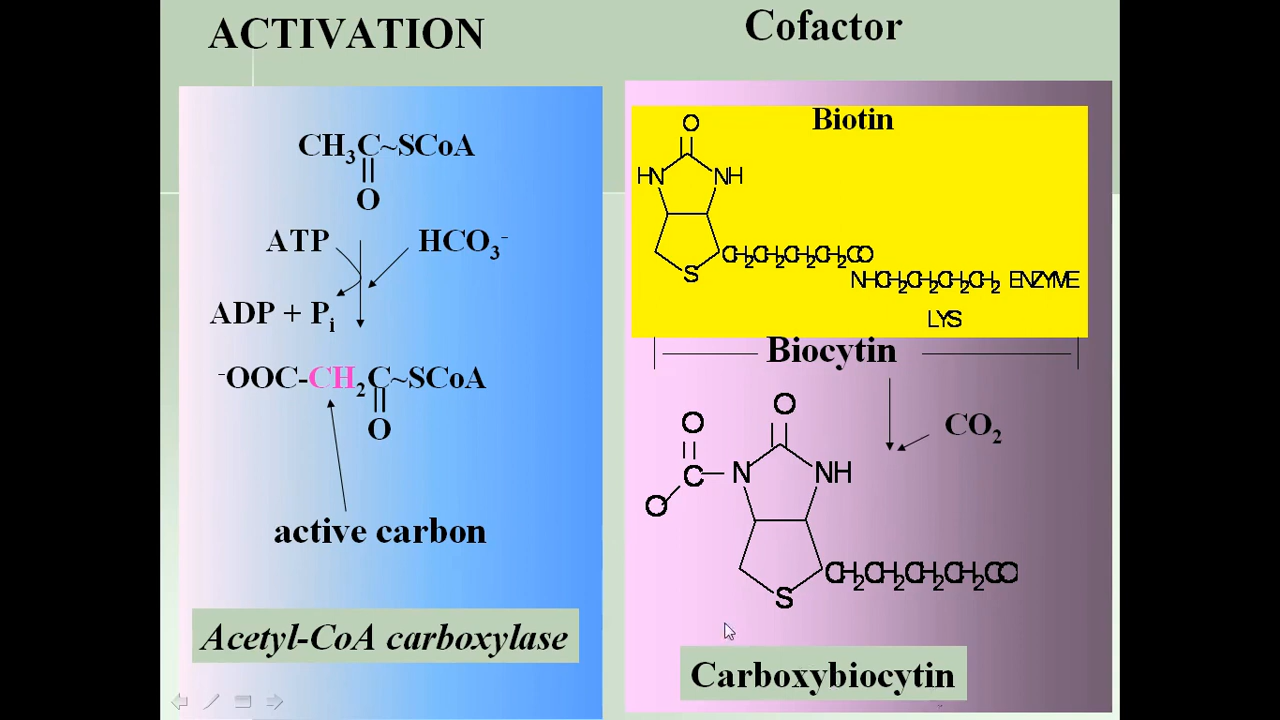 ACTIVATION
CH₃C~SCoA
O
ATP
HCO₃⁻
ADP + Pᵢ
⁻OOC-CH₂C~SCoA
O
active carbon
Acetyl-CoA carboxylase
Cofactor
Biotin
O
HN NH
S
CH₂CH₂CH₂CH₂CO
NHCH₂CH₂CH₂CH₂ ENZYME
LYS
Biocytin
CO₂
O
O
C N NH
O
S
CH₂CH₂CH₂CH₂CO
Carboxybiocytin